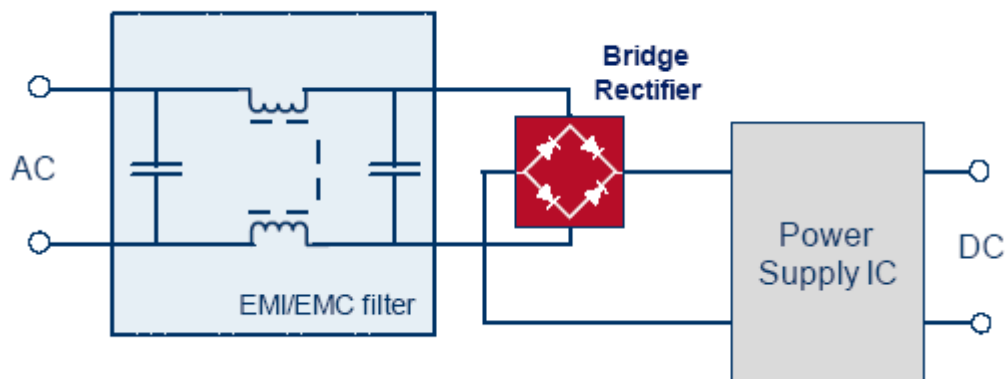 Bridge
Rectifier
AC
EMI/EMC filter
Power
Supply IC
DC